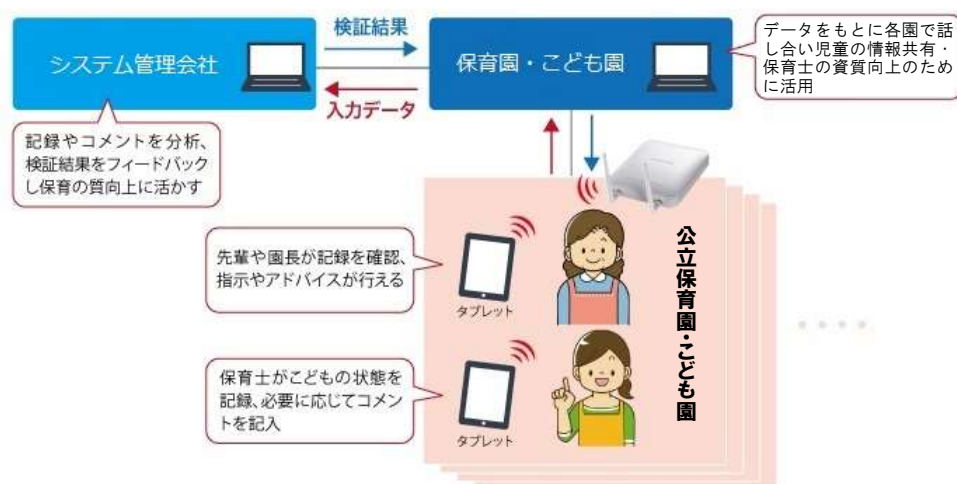 検証結果
システム管理会社
保育園・こども園
入力データ
データをもとに各園で話
し合い児童の情報共有・
保育士の資質向上のため
に活用
記録やコメントを分析、
検証結果をフィードバック
し保育の質向上に活かす
先輩や園長が記録を確認、
指示やアドバイスが行える
タブレット
公立保育園・こども園
保育士がこどもの状態を
記録、必要に応じてコメン
トを記入
タブレット